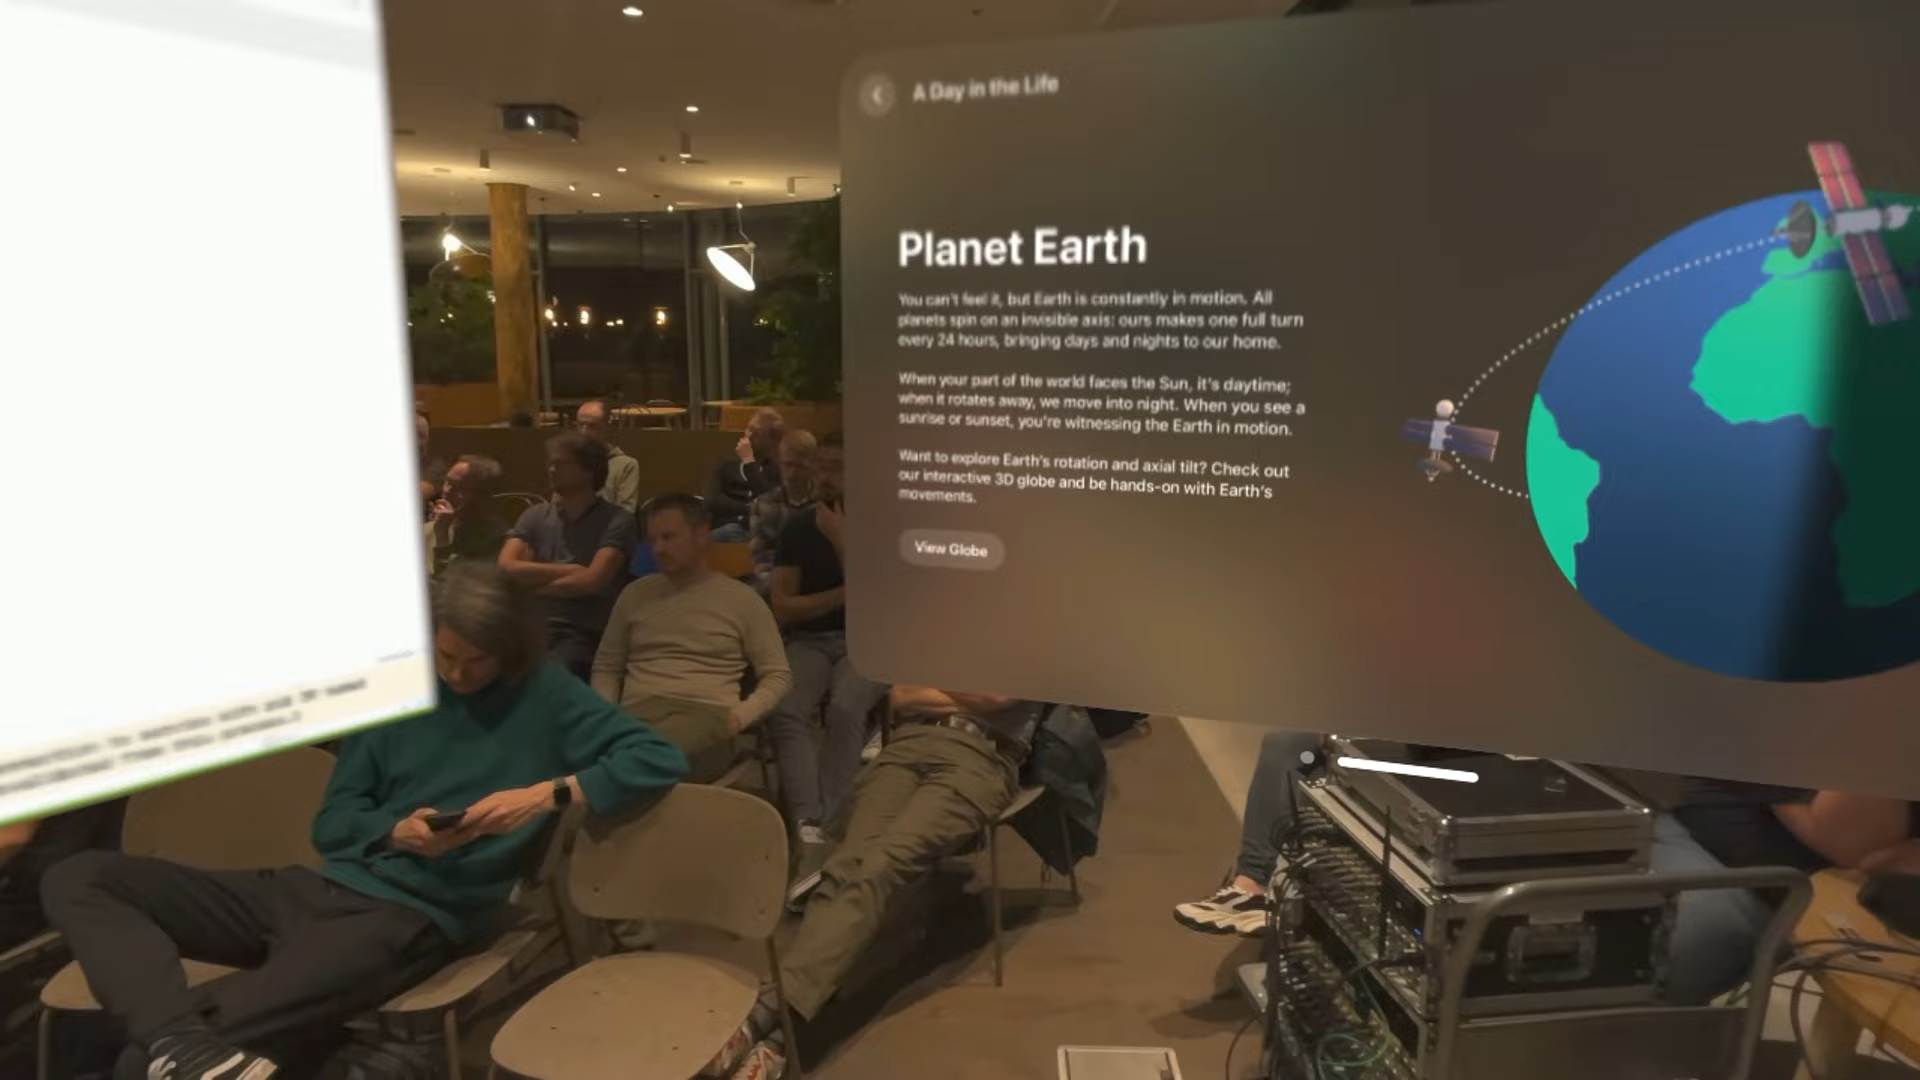 A Day in the Life
Planet Earth
You can't feel it, but Earth is constantly in motion. All
planets spin on an invisible axis: ours makes one full turn
every 24 hours, bringing days and nights to our home.
When your part of the world faces the Sun, it's daytime;
when it rotates away, we move into night. When you see a
sunrise or sunset, you're witnessing the Earth in motion.
Want to explore Earth's rotation and axial tilt? Check out
our interactive 3D globe and be hands-on with Earth's
movements.
View Globe